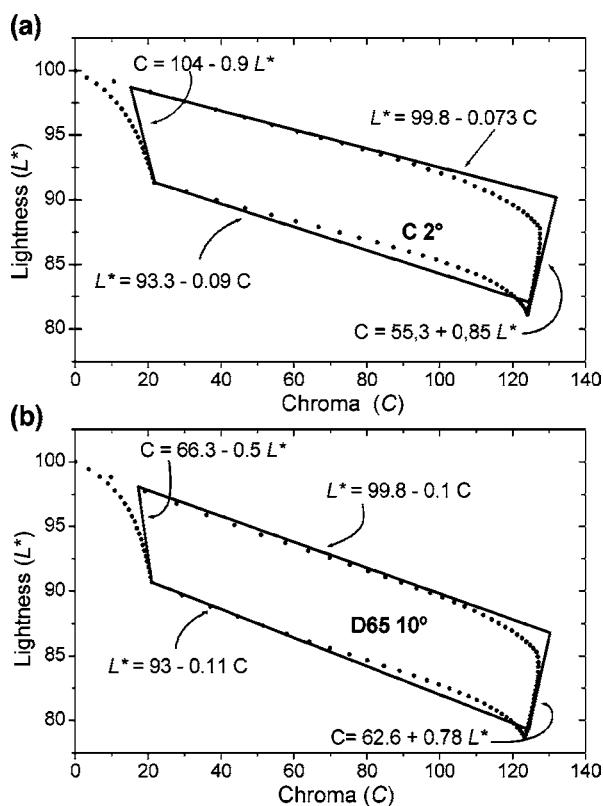 (a)
C = 104 - 0.9 L*
100
L* = 99.8 - 0.073 C
95
90
C 2º
85
L* = 93.3 - 0.09 C
80
C = 55,3 + 0,85 L*
Lightness (L*)
0 20 40 60 80 100 120 140
Chroma (C)
(b)
C = 66.3 - 0.5 L*
100
L* = 99.8 - 0.1 C
95
90
D65 10º
85
L* = 93 - 0.11 C
80
C= 62.6 + 0.78 L*
Lightness (L*)
0 20 40 60 80 100 120 140
Chroma (C)